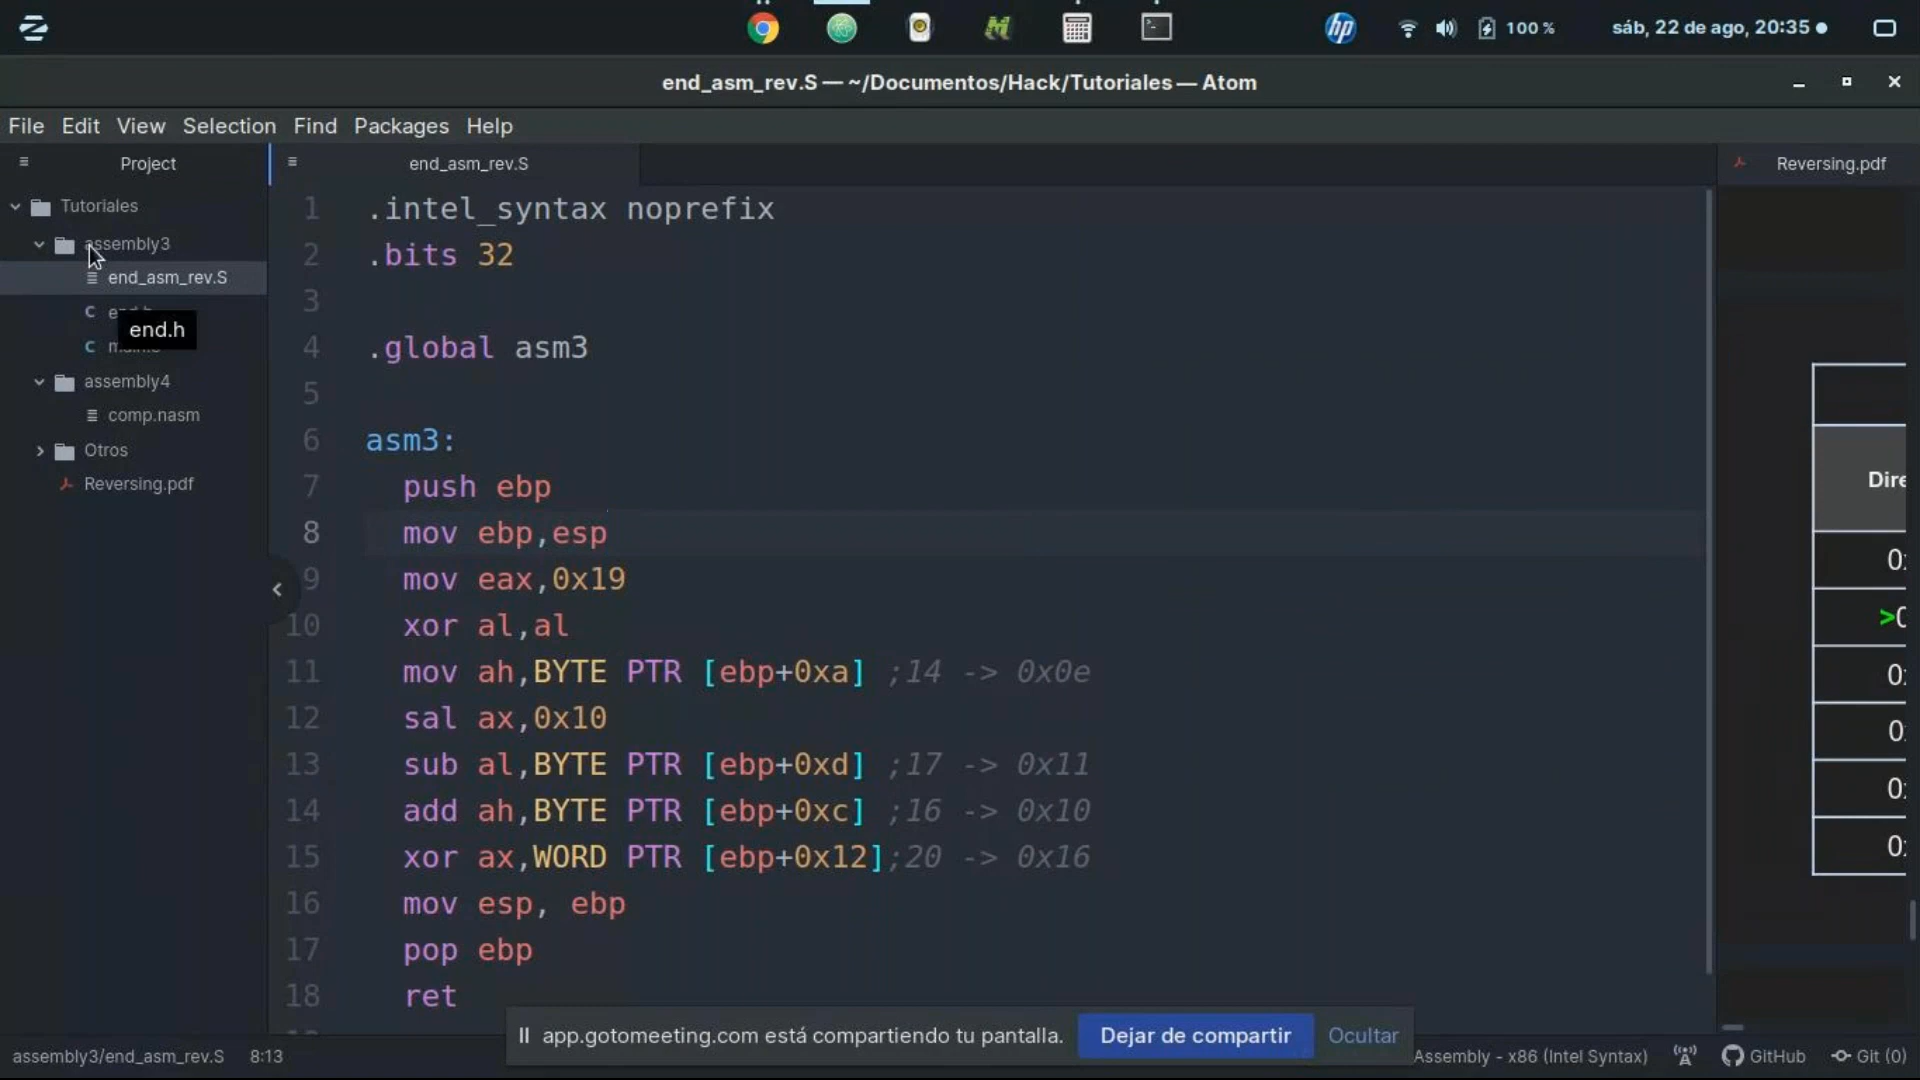 100 %
sáb, 22 de ago, 20:35
end_asm_rev.S — ~/Documentos/Hack/Tutoriales — Atom
File Edit View Selection Find Packages Help
Project
end_asm_rev.S
Reversing.pdf
Tutoriales
assembly3
end_asm_rev.S
end.h
assembly4
comp.nasm
Otros
Reversing.pdf
1 .intel_syntax noprefix
2 .bits 32
3
4 .global asm3
5
6 asm3:
7 push ebp
8 mov ebp,esp
9 mov eax,0x19
10 xor al,al
11 mov ah,BYTE PTR [ebp+0xa] ;14 -> 0x0e
12 sal ax,0x10
13 sub al,BYTE PTR [ebp+0xd] ;17 -> 0x11
14 add ah,BYTE PTR [ebp+0xc] ;16 -> 0x10
15 xor ax,WORD PTR [ebp+0x12];20 -> 0x16
16 mov esp, ebp
17 pop ebp
18 ret
app.gotomeeting.com está compartiendo tu pantalla. Dejar de compartir Ocultar
assembly3/end_asm_rev.S 8:13
Assembly - x86 (Intel Syntax) GitHub Git (0)